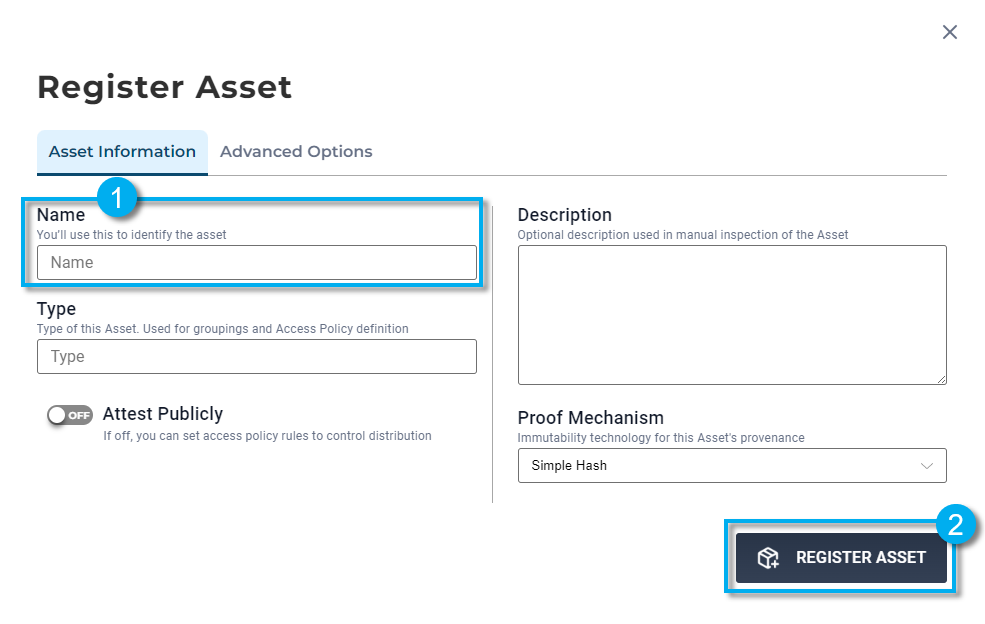 Register Asset
Asset Information
Advanced Options
1
Name
You'll use this to identify the asset
Name
Type
Type of this Asset. Used for groupings and Access Policy definition
Type
OFF
Attest Publicly
If off, you can set access policy rules to control distribution
Description
Optional description used in manual inspection of the Asset
Proof Mechanism
Immutability technology for this Asset's provenance
Simple Hash
2
REGISTER ASSET